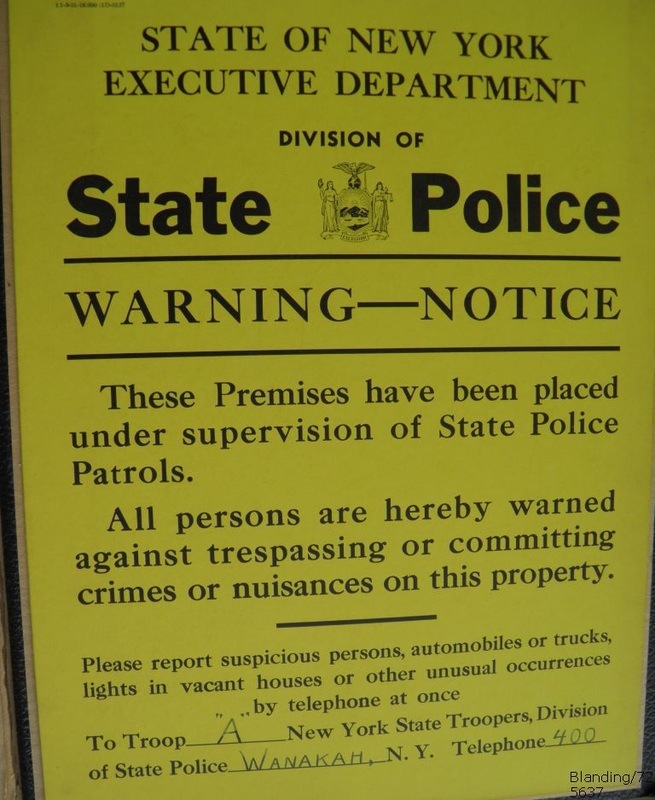 STATE OF NEW YORK
EXECUTIVE DEPARTMENT
DIVISION OF
State Police
WARNING—NOTICE
These Premises have been placed
under supervision of State Police
Patrols.
All persons are hereby warned
against trespassing or committing
crimes or nuisances on this property.
Please report suspicious persons, automobiles or trucks,
lights in vacant houses or other unusual occurrences
by telephone at once
To Troop "A" New York State Troopers, Division
of State Police WANAKAH, N. Y. Telephone 400
Blanding/72
5637